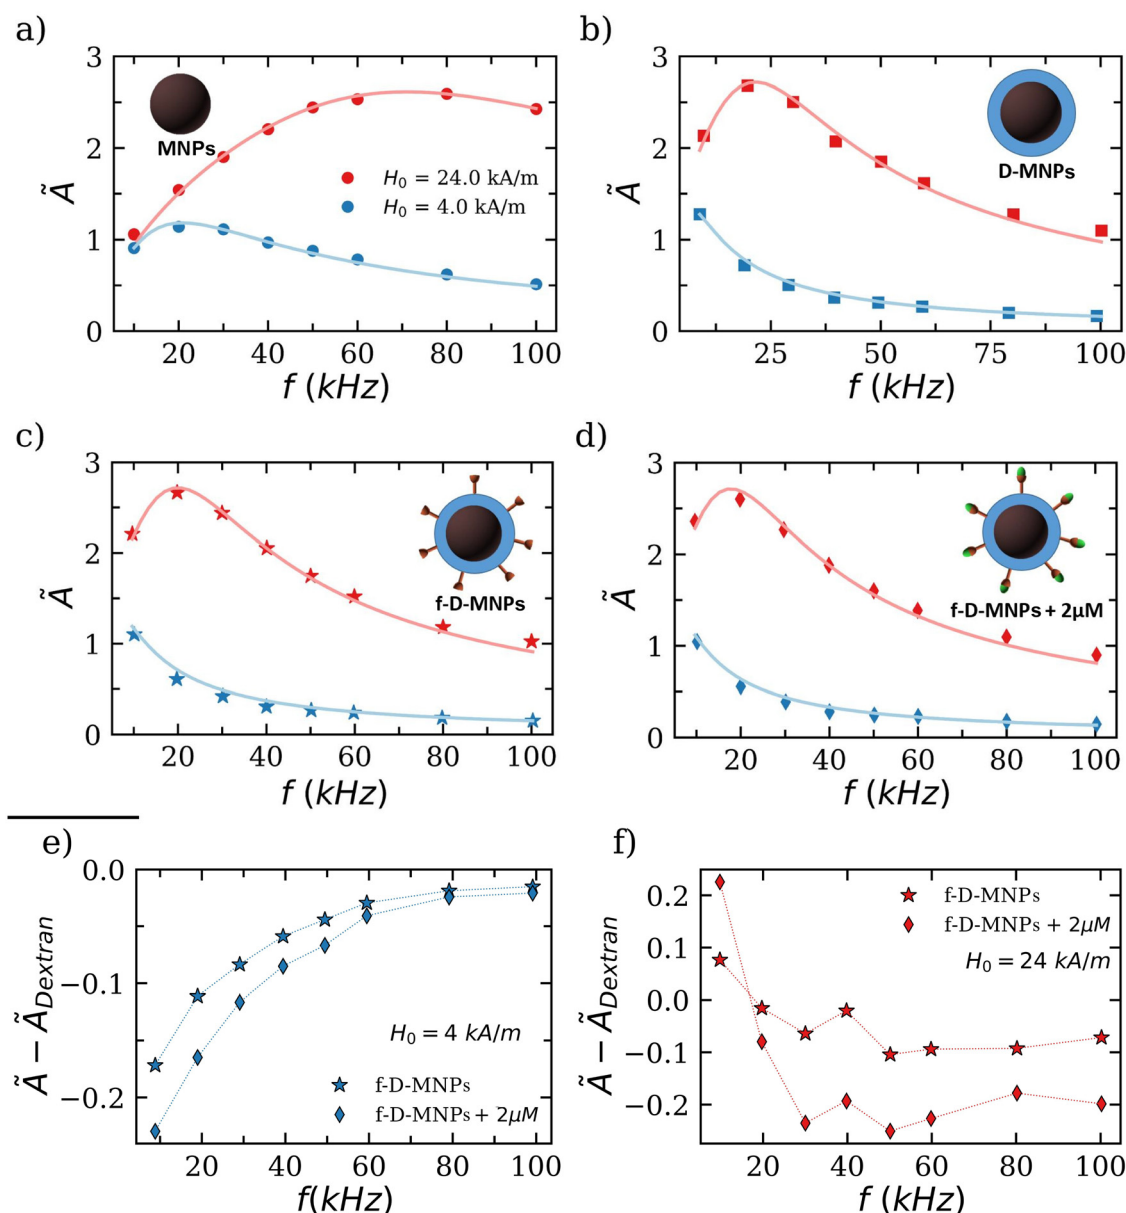 a)
3
2
1
0
Ã
MNPs
H₀ = 24.0 kA/m
H₀ = 4.0 kA/m
20 40 60 80 100
f (kHz)
b)
3
2
1
0
Ã
D-MNPs
25 50 75 100
f (kHz)
c)
3
2
1
0
Ã
f-D-MNPs
20 40 60 80 100
f (kHz)
d)
3
2
1
0
Ã
f-D-MNPs + 2μM
20 40 60 80 100
f (kHz)
e)
0.0
−0.1
−0.2
Ã − Ã_Dextran
H₀ = 4 kA/m
f-D-MNPs
f-D-MNPs + 2μM
20 40 60 80 100
f(kHz)
f)
0.2
0.1
0.0
−0.1
−0.2
Ã − Ã_Dextran
f-D-MNPs
f-D-MNPs + 2μM
H₀ = 24 kA/m
20 40 60 80 100
f (kHz)